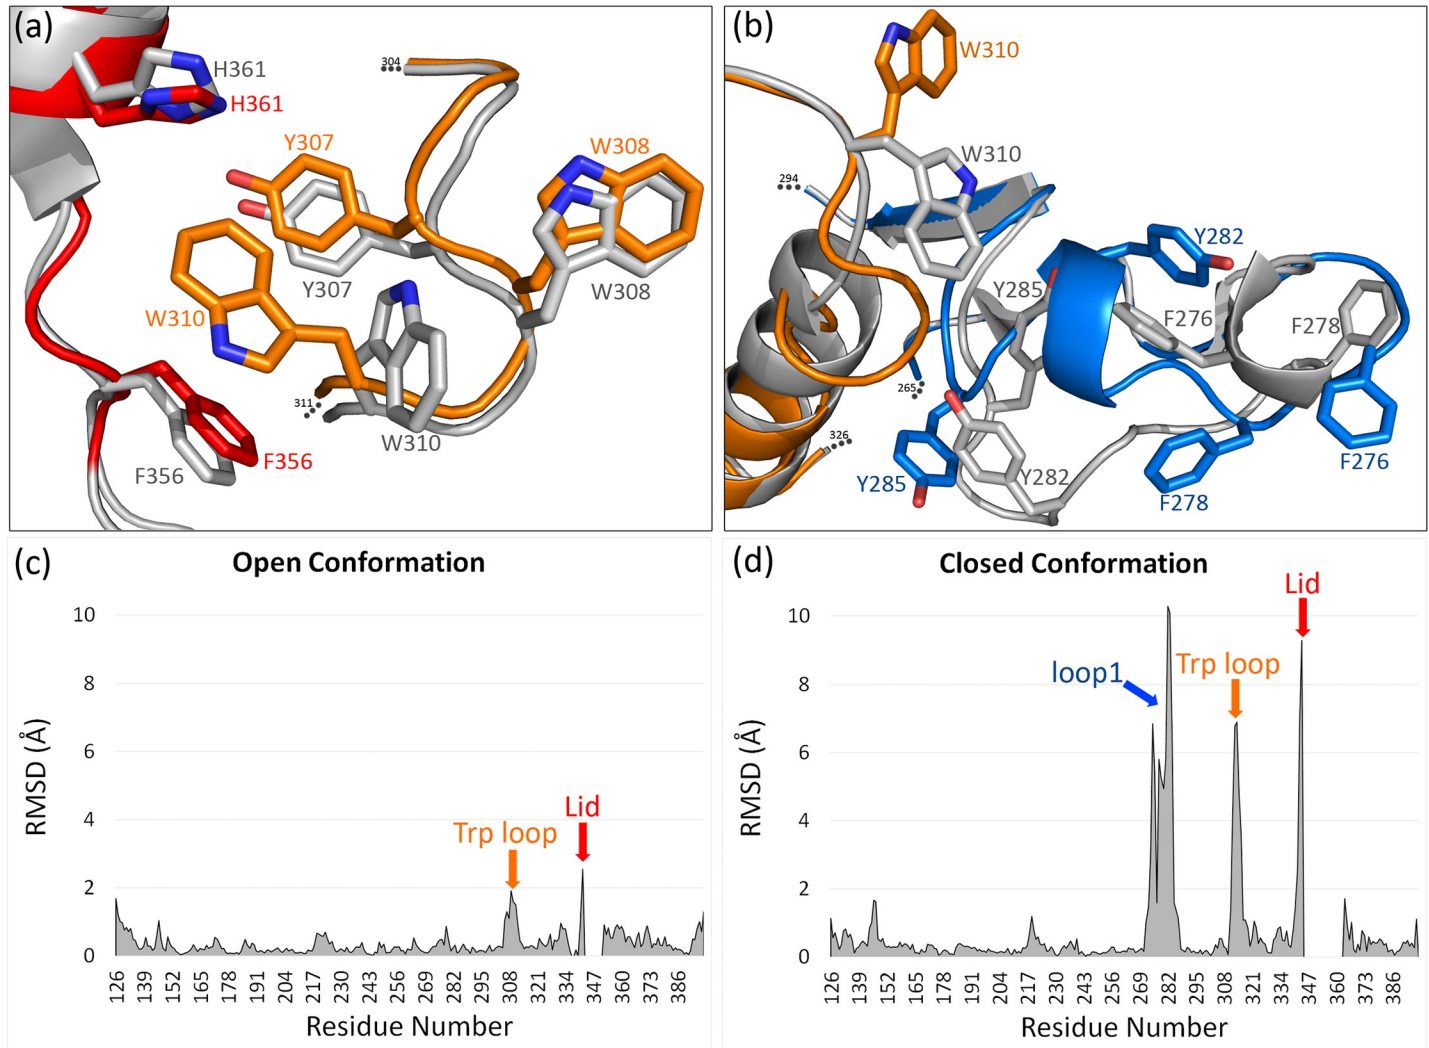 (a)
H361
H361
304
Y307
W308
W310
Y307
W308
311
W310
F356
F356
(b)
W310
W310
294
Y282
Y285
F276
F278
265
326
Y285
Y282
F278
F276
(c)
Open Conformation
10
8
6
4
2
0
RMSD (Å)
Trp loop
Lid
126 139 152 165 178 191 204 217 230 243 256 269 282 295 308 321 334 347 360 373 386
Residue Number
(d)
Closed Conformation
10
8
6
4
2
0
RMSD (Å)
loop1
Trp loop
Lid
126 139 152 165 178 191 204 217 230 243 256 269 282 295 308 321 334 347 360 373 386
Residue Number